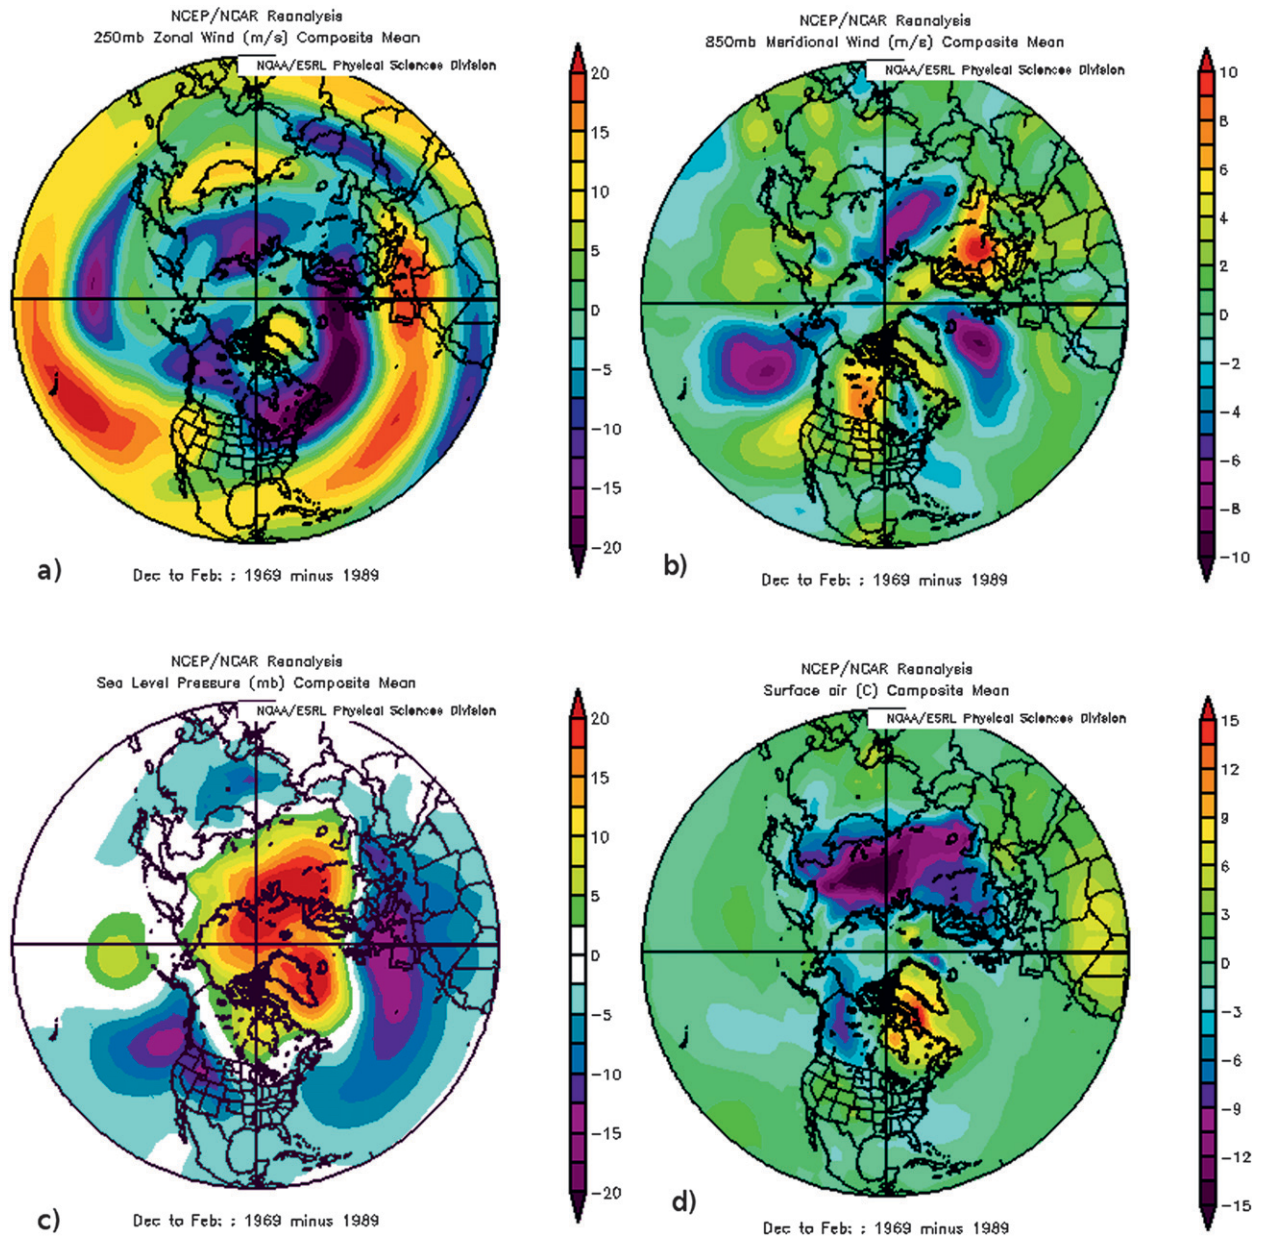 NCEP/NCAR Reanalysis
250mb Zonal Wind (m/s) Composite Mean
NOAA/ESRL Physical Sciences Division
20
15
10
5
0
-5
-10
-15
-20
a)
Dec to Feb: : 1969 minus 1989
NCEP/NCAR Reanalysis
850mb Meridional Wind (m/s) Composite Mean
NOAA/ESRL Physical Sciences Division
10
8
6
4
2
0
-2
-4
-6
-8
-10
b)
Dec to Feb: : 1969 minus 1989
NCEP/NCAR Reanalysis
Sea Level Pressure (mb) Composite Mean
NOAA/ESRL Physical Sciences Division
20
15
10
5
0
-5
-10
-15
-20
c)
Dec to Feb: : 1969 minus 1989
NCEP/NCAR Reanalysis
Surface air (C) Composite Mean
NOAA/ESRL Physical Sciences Division
15
12
9
6
3
0
-3
-6
-9
-12
-15
d)
Dec to Feb: : 1969 minus 1989